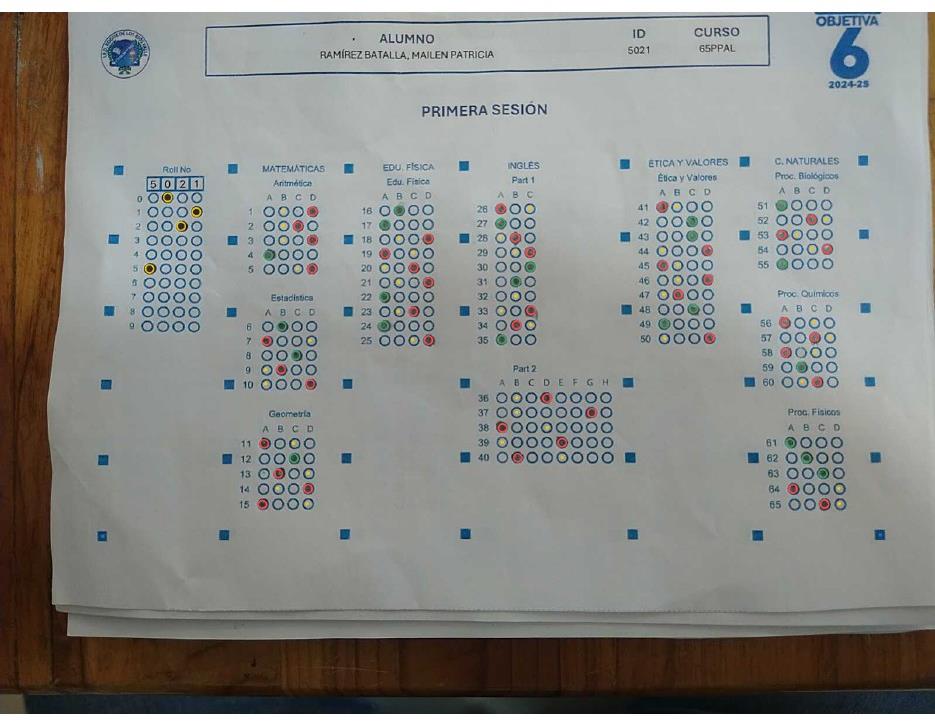 OBJETIVA
6
2024-25
ALUMNO
RAMÍREZ BATALLA, MAILEN PATRICIA
ID
5021
CURSO
65PPAL
PRIMERA SESIÓN
Roll No
5 0 2 1
0
1
2
3
4
5
6
7
8
9
MATEMÁTICAS
Aritmética
A B C D
1
2
3
4
5
Estadística
A B C D
6
7
8
9
10
Geometría
A B C D
11
12
13
14
15
EDU. FÍSICA
Edu. Física
A B C D
16
17
18
19
20
21
22
23
24
25
INGLÉS
Part 1
A B C
26
27
28
29
30
31
32
33
34
35
Part 2
A B C D E F G H
36
37
38
39
40
ÉTICA Y VALORES
Ética y Valores
A B C D
41
42
43
44
45
46
47
48
49
50
C. NATURALES
Proc. Biológicos
A B C D
51
52
53
54
55
Proc. Químicos
A B C D
56
57
58
59
60
Proc. Físicos
A B C D
61
62
63
64
65